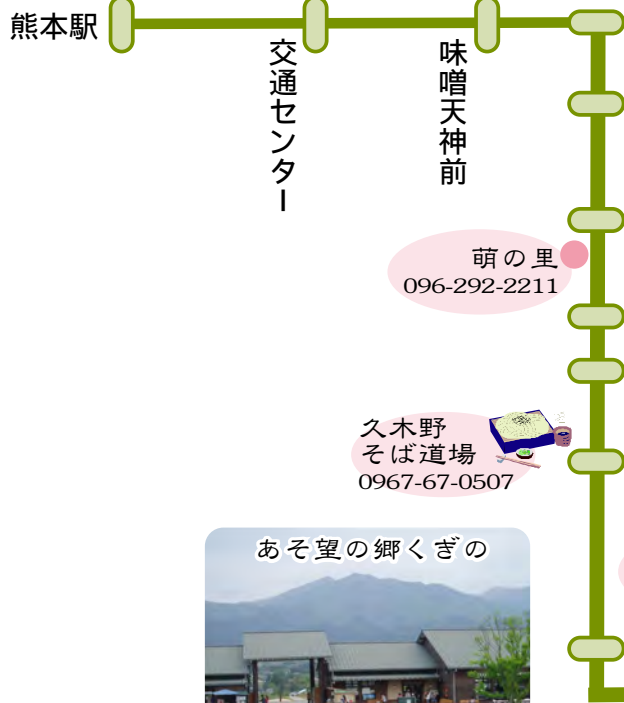 熊本駅
交通センター
味噌天神前
萌の里
096-292-2211
久木野
そば道場
0967-67-0507
あそ望の郷くぎの